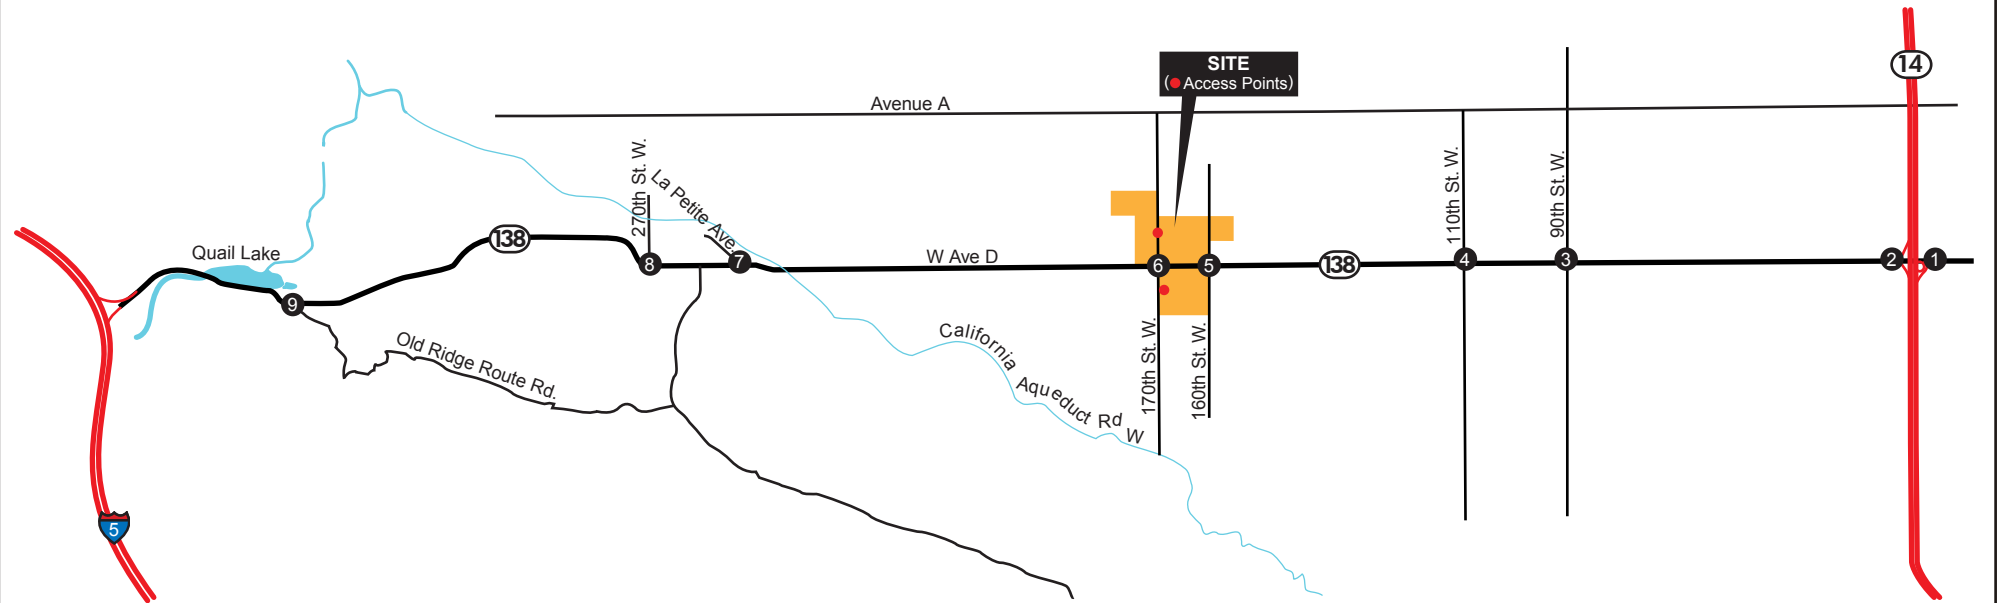 SITE
(● Access Points)
14
Avenue A
270th St. W.
La Petite Ave.
110th St. W.
90th St. W.
Quail Lake
138
W Ave D
138
8
7
6
5
4
3
2
1
9
Old Ridge Route Rd.
California Aqueduct Rd W
170th St. W.
160th St. W.
5